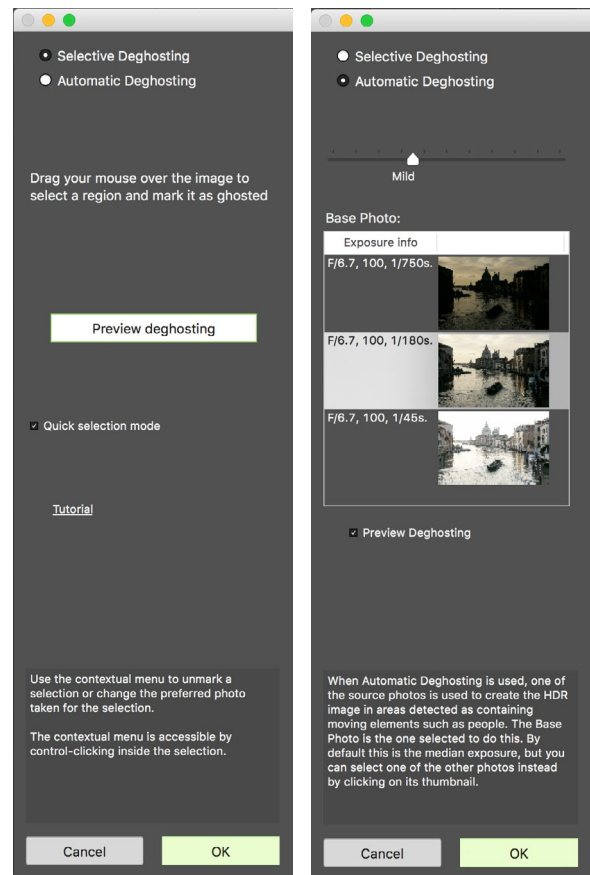 Selective Deghosting
Automatic Deghosting
Drag your mouse over the image to
select a region and mark it as ghosted
Preview deghosting
Quick selection mode
Tutorial
Use the contextual menu to unmark a
selection or change the preferred photo
taken for the selection.
The contextual menu is accessible by
control-clicking inside the selection.
Cancel
OK
Selective Deghosting
Automatic Deghosting
Mild
Base Photo:
Exposure info
F/6.7, 100, 1/750s.
F/6.7, 100, 1/180s.
F/6.7, 100, 1/45s.
Preview Deghosting
When Automatic Deghosting is used, one of
the source photos is used to create the HDR
image in areas detected as containing
moving elements such as people. The Base
Photo is the one selected to do this. By
default this is the median exposure, but you
can select one of the other photos instead
by clicking on its thumbnail.
Cancel
OK